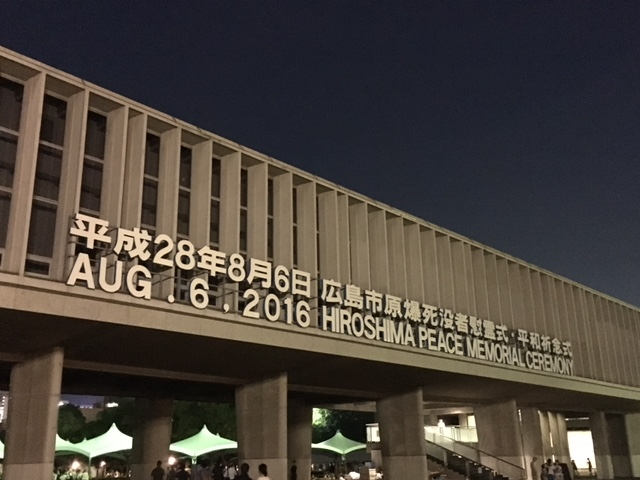 平成28年8月6日 広島市原爆死没者慰霊式・平和祈念式
AUG . 6 , 2016 HIROSHIMA PEACE MEMORIAL CEREMONY